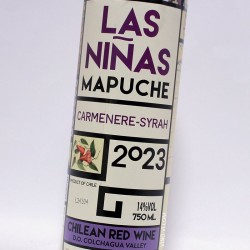 LAS
NIÑAS
MAPUCHE
CARMENERE-SYRAH
2023
PRODUCT OF CHILE
14%VOL
750 ML.
CHILEAN RED WINE
D.O. COLCHAGUA VALLEY